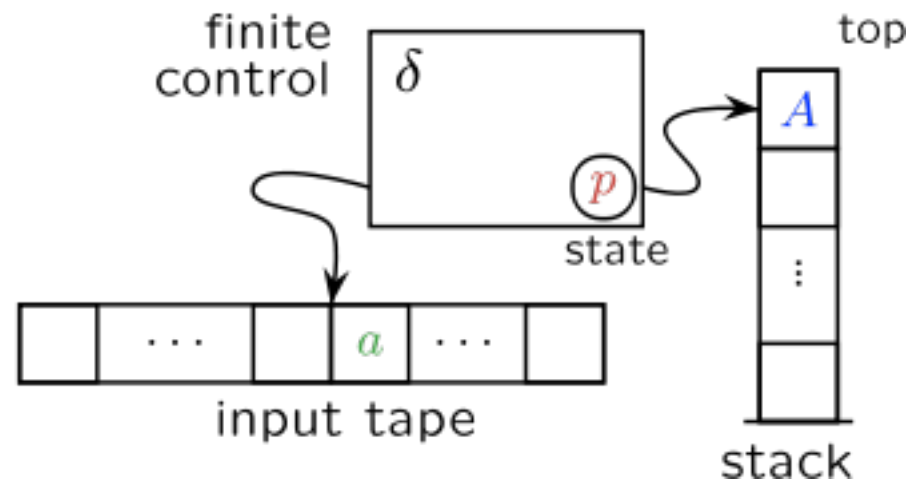 finite
control
δ
top
A
p
state
⋮
··· a ···
input tape
stack